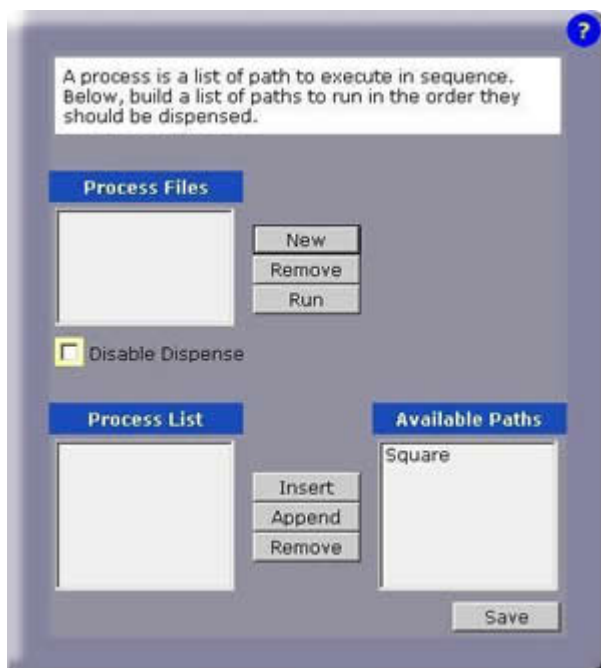 ?
A process is a list of path to execute in sequence.
Below, build a list of paths to run in the order they
should be dispensed.
Process Files
New
Remove
Run
Disable Dispense
Process List
Available Paths
Square
Insert
Append
Remove
Save